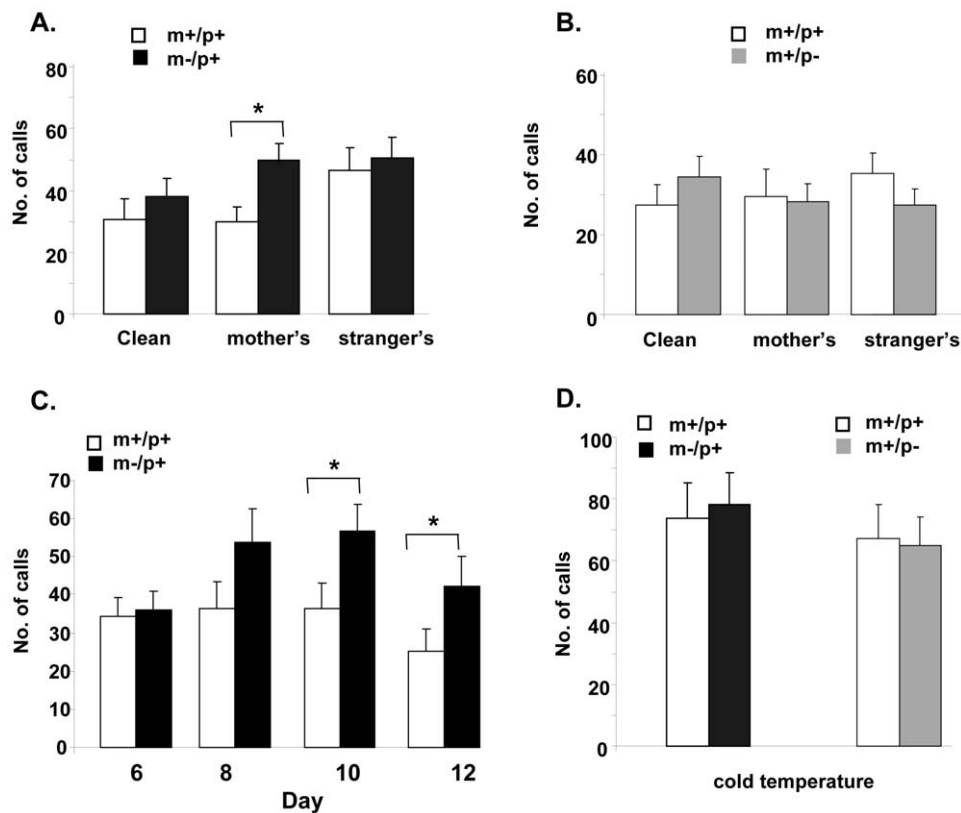 A.
m+/p+
m-/p+
80
60
40
20
0
No. of calls
*
Clean mother's stranger's
B.
m+/p+
m+/p-
60
40
20
0
No. of calls
Clean mother's stranger's
C.
m+/p+
m-/p+
70
60
50
40
30
20
10
0
No. of calls
*
*
6 8 10 12
Day
D.
m+/p+ m+/p+
m-/p+ m+/p-
100
80
60
40
80
0
No. of calls
cold temperature